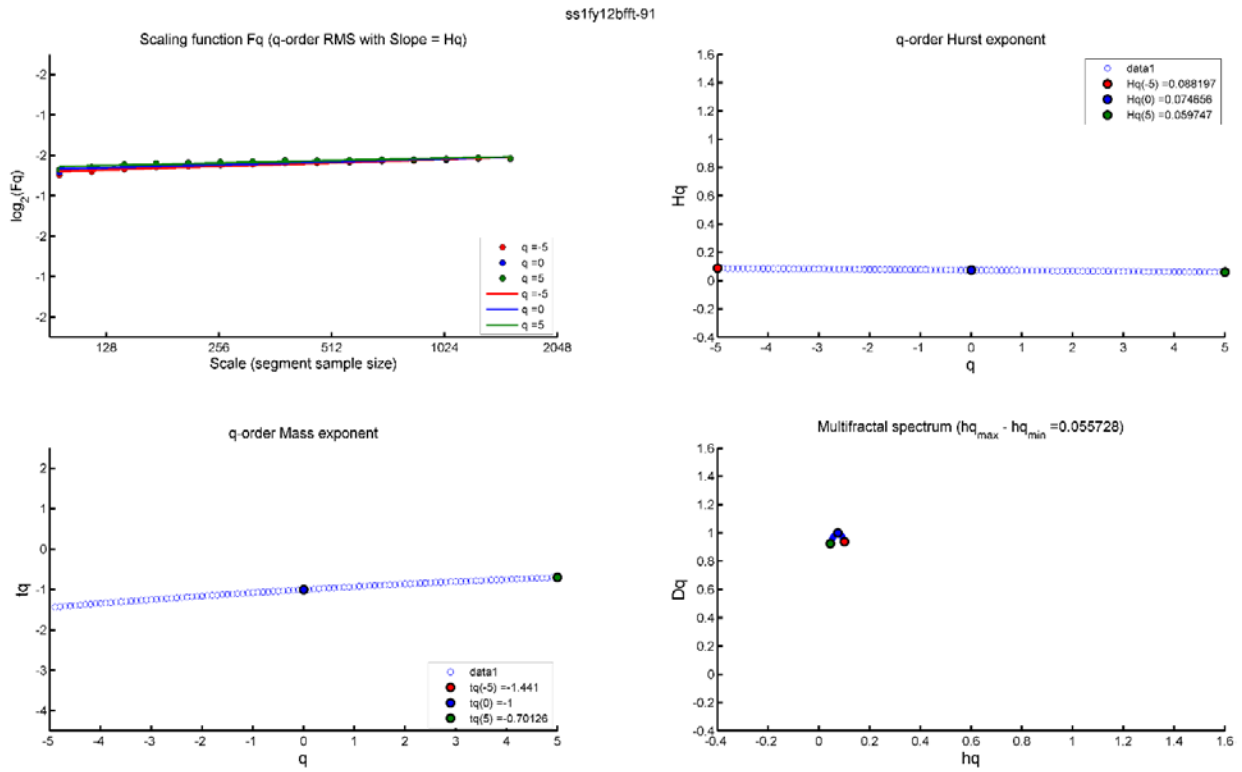 ss1fy12bfft-91
Scaling function Fq (q-order RMS with Slope = Hq)
-2
-1
-2
-1
-2
-1
-2
log2(Fq)
q =-5
q =0
q =5
q =-5
q =0
q =5
128 256 512 1024 2048
Scale (segment sample size)
q-order Hurst exponent
1.6
1.4
1.2
1
0.8
0.6
0.4
0.2
0
-0.2
-0.4
Hq
data1
Hq(-5) =0.088197
Hq(0) =0.074656
Hq(5) =0.059747
-5 -4 -3 -2 -1 0 1 2 3 4 5
q
q-order Mass exponent
2
1
0
-1
-2
-3
-4
tq
data1
tq(-5) =-1.441
tq(0) =-1
tq(5) =-0.70126
-5 -4 -3 -2 -1 0 1 2 3 4 5
q
Multifractal spectrum (hqmax - hqmin =0.055728)
1.6
1.4
1.2
1
0.8
0.6
0.4
0.2
0
-0.2
-0.4
Dq
-0.4 -0.2 0 0.2 0.4 0.6 0.8 1 1.2 1.4 1.6
hq